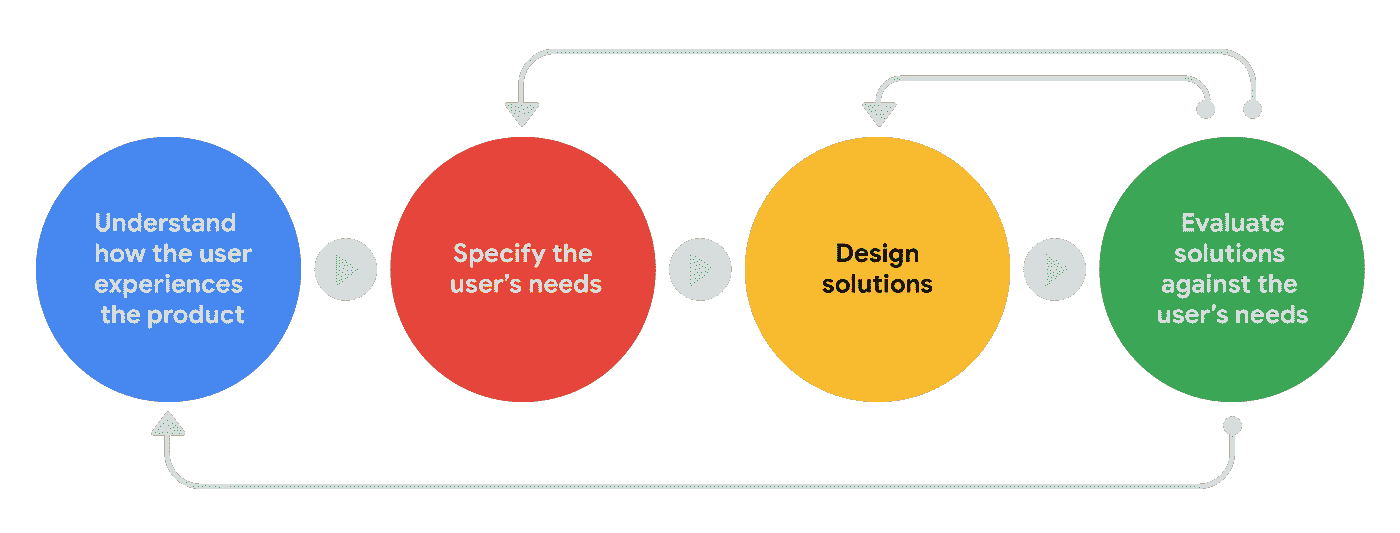 Understand
how the user
experiences
the product
Specify the
user's needs
Design
solutions
Evaluate
solutions
against the
user's needs